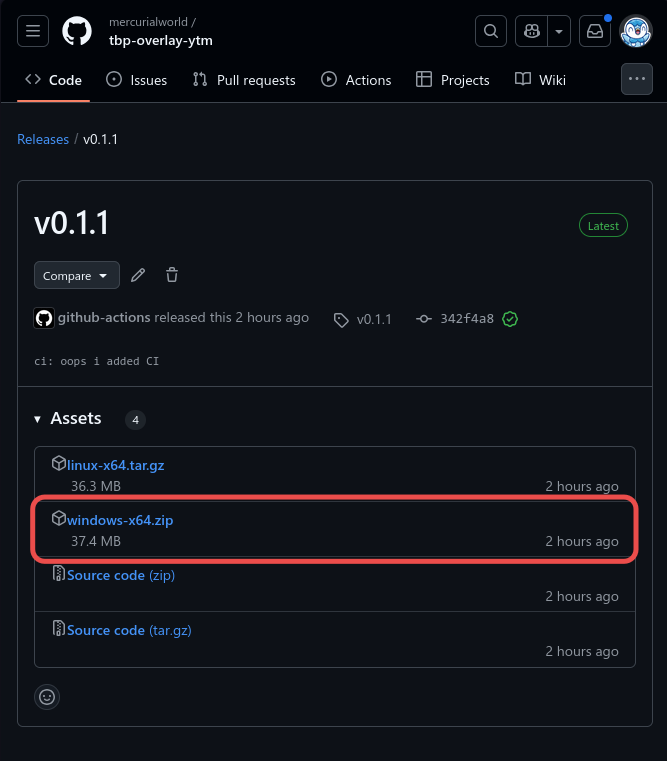 mercurialworld /
tbp-overlay-ytm
Code Issues Pull requests Actions Projects Wiki
Releases / v0.1.1
v0.1.1
Latest
Compare
github-actions released this 2 hours ago v0.1.1 342f4a8
ci: oops i added CI
Assets 4
linux-x64.tar.gz
36.3 MB 2 hours ago
windows-x64.zip
37.4 MB 2 hours ago
Source code (zip)
2 hours ago
Source code (tar.gz)
2 hours ago